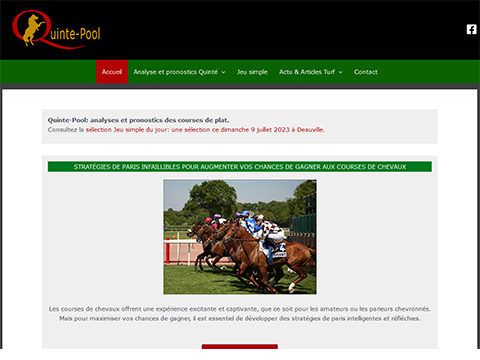 Quinte-Pool
Accueil Analyse et pronostics Quinté Jeu simple Actu & Articles Turf Contact
Quinte-Pool: analyses et pronostics des courses de plat.
Consultez la sélection Jeu simple du jour: une sélection ce dimanche 9 juillet 2023 à Deauville.
STRATÉGIES DE PARIS INFAILLIBLES POUR AUGMENTER VOS CHANCES DE GAGNER AUX COURSES DE CHEVAUX
Les courses de chevaux offrent une expérience excitante et captivante, que ce soit pour les amateurs ou les parieurs chevronnés.
Mais pour maximiser vos chances de gagner, il est essentiel de développer des stratégies de paris intelligentes et réfléchies.